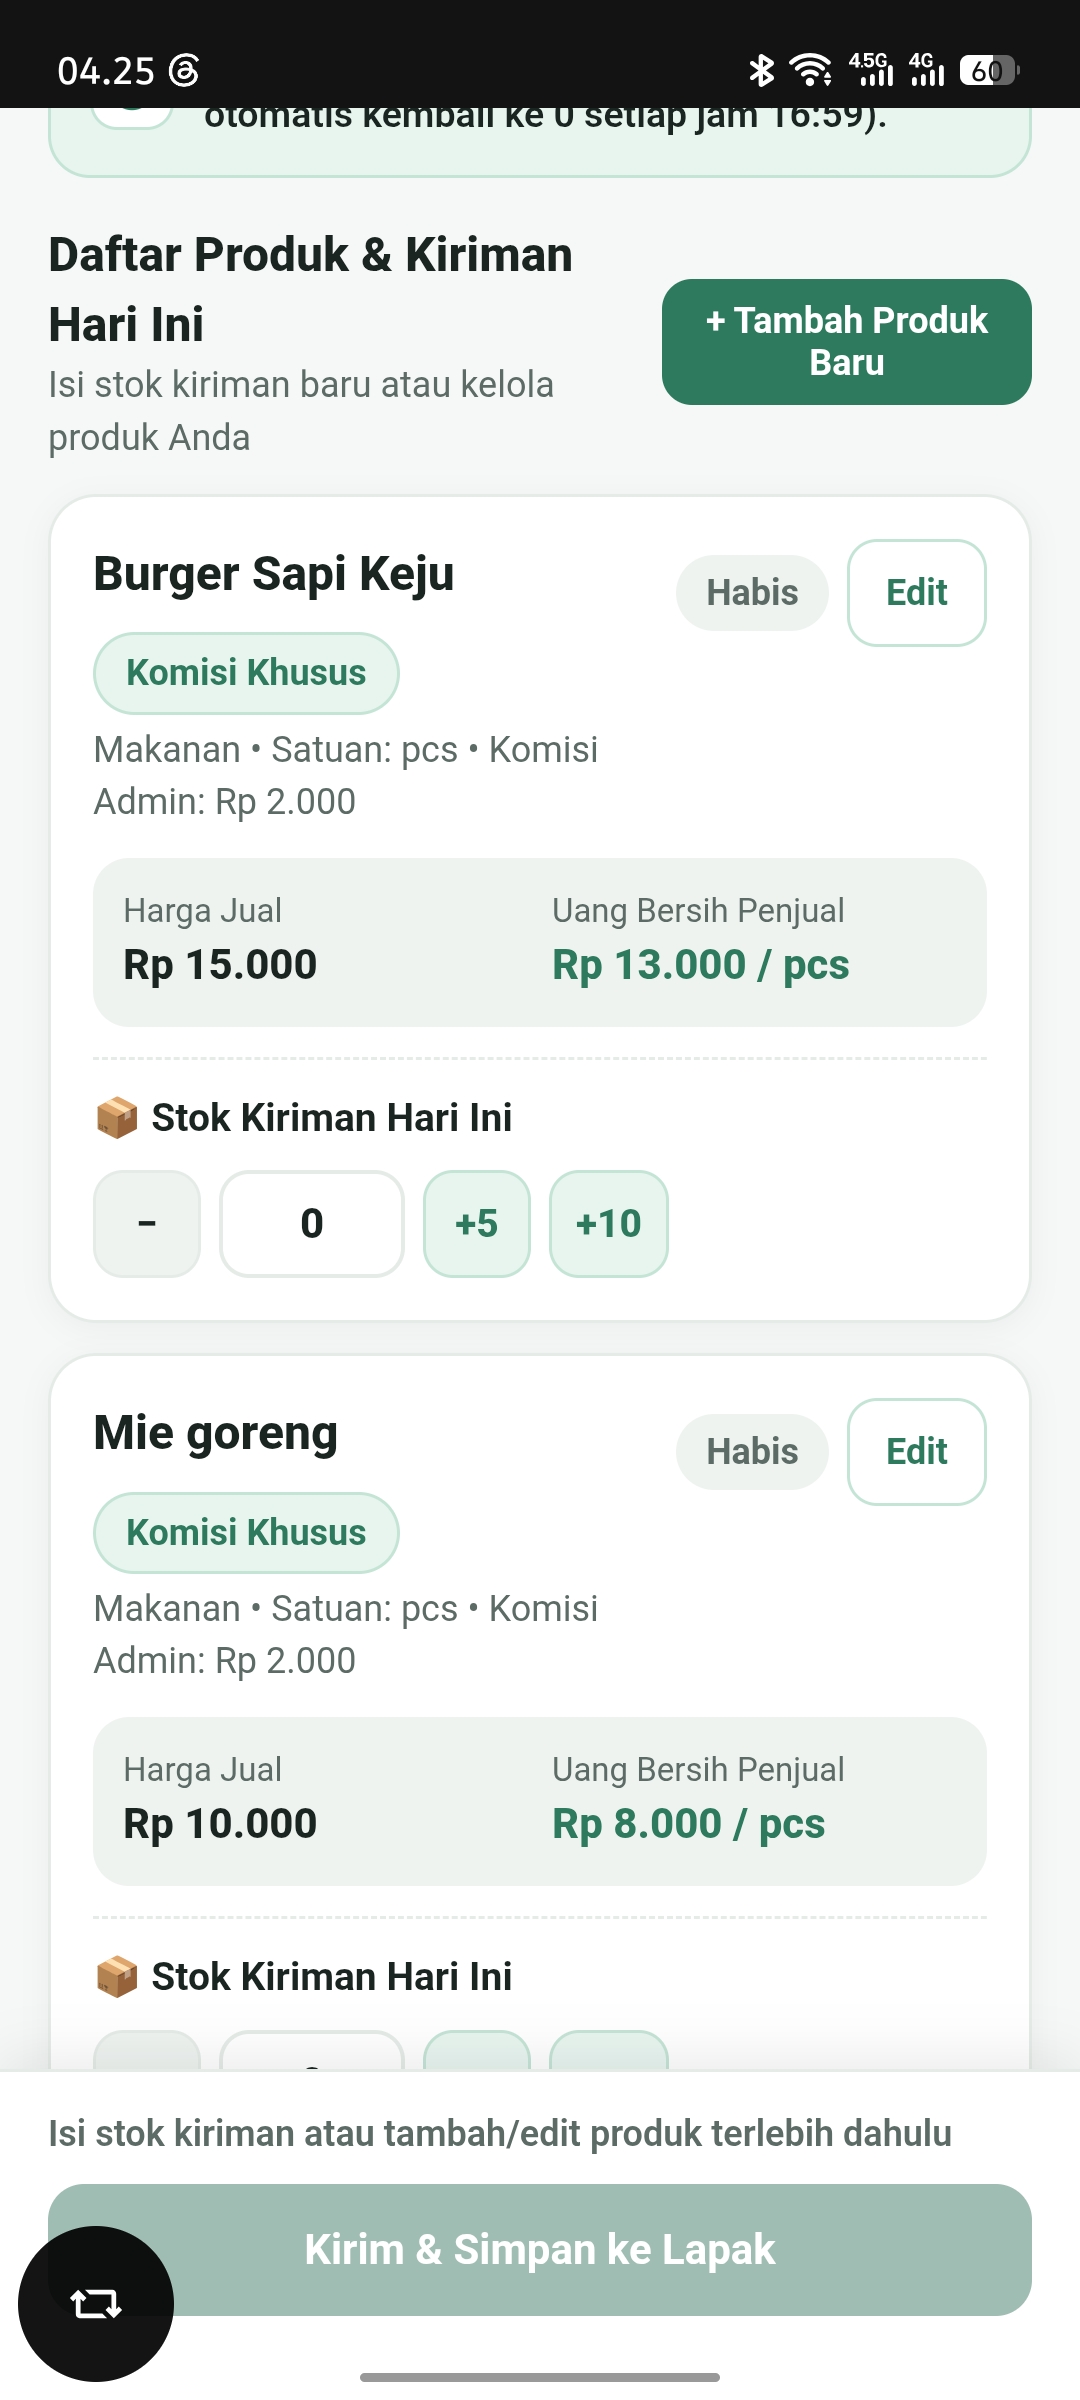 04.25
4.5G
4G
60
otomatis kembali ke 0 setiap jam 16:59).
Daftar Produk & Kiriman
Hari Ini
Isi stok kiriman baru atau kelola
produk Anda
+ Tambah Produk
Baru
Burger Sapi Keju
Habis
Edit
Komisi Khusus
Makanan • Satuan: pcs • Komisi
Admin: Rp 2.000
Harga Jual
Uang Bersih Penjual
Rp 15.000
Rp 13.000 / pcs
📦 Stok Kiriman Hari Ini
−
0
+5
+10
Mie goreng
Habis
Edit
Komisi Khusus
Makanan • Satuan: pcs • Komisi
Admin: Rp 2.000
Harga Jual
Uang Bersih Penjual
Rp 10.000
Rp 8.000 / pcs
📦 Stok Kiriman Hari Ini
Isi stok kiriman atau tambah/edit produk terlebih dahulu
Kirim & Simpan ke Lapak